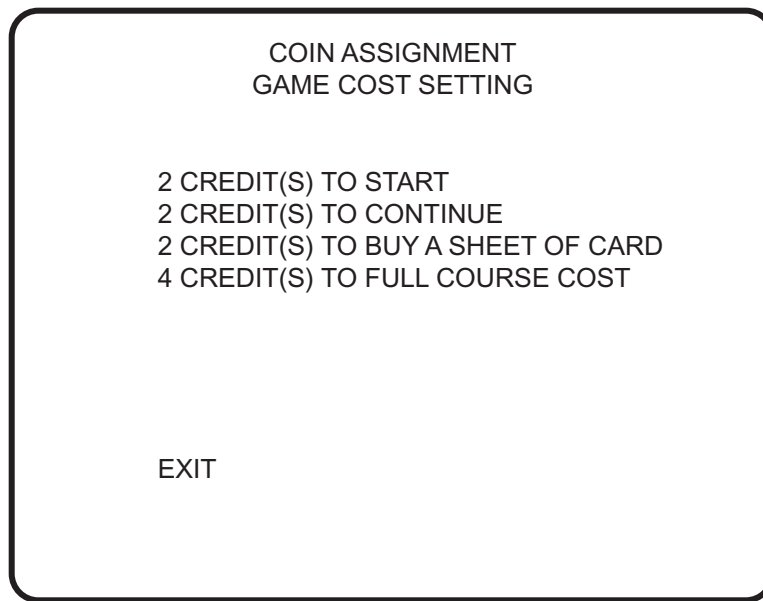 COIN ASSIGNMENT
GAME COST SETTING
2 CREDIT(S) TO START
2 CREDIT(S) TO CONTINUE
2 CREDIT(S) TO BUY A SHEET OF CARD
4 CREDIT(S) TO FULL COURSE COST
EXIT